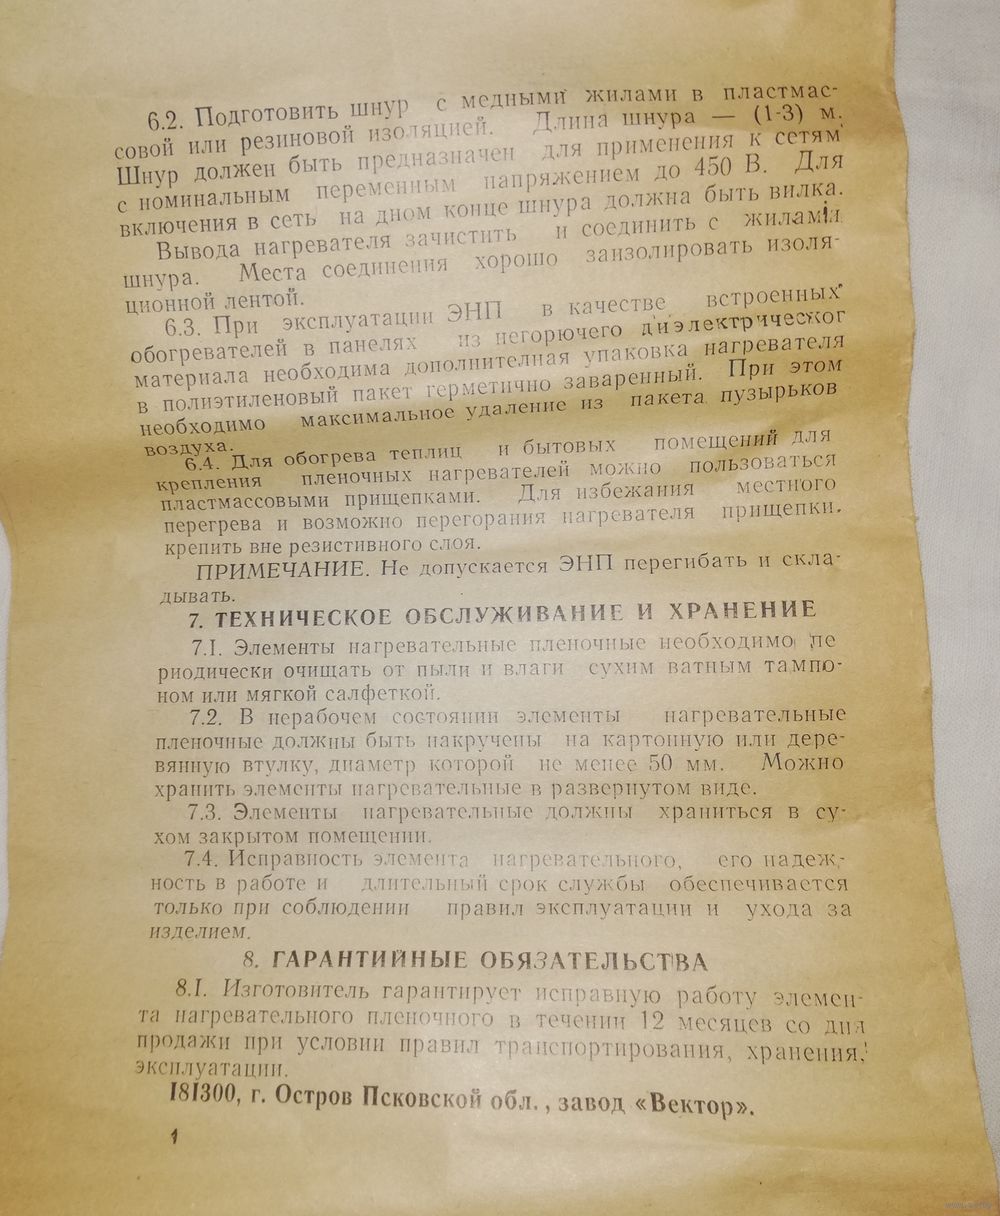 6.2. Подготовить шнур с медными жилами в пластмас-
совой или резиновой изоляцией. Длина шнура — (1-3) м.
Шнур должен быть предназначен для применения к сетям
с номинальным переменным напряжением до 450 В. Для
включения в сеть на дном конце шнура должна быть вилка.
Вывода нагревателя зачистить и соединить с жилами
шнура. Места соединения хорошо заизолировать изоля-
ционной лентой.
6.3. При эксплуатации ЭНП в качестве встроенных
обогревателей в панелях из негорючего диэлектрическог
материала необходима дополнителная упаковка нагревателя
в полиэтиленовый пакет герметично заваренный. При этом
необходимо максимальное удаление из пакета пузырьков
воздуха.
6.4. Для обогрева теплиц и бытовых помещений для
крепления пленочных нагревателей можно пользоваться
пластмассовыми прищепками. Для избежания местного
перегрева и возможно перегорания нагревателя прищепки.
крепить вне резистивного слоя.
ПРИМЕЧАНИЕ. Не допускается ЭНП перегибать и скла-
дывать.
7. ТЕХНИЧЕСКОЕ ОБСЛУЖИВАНИЕ И ХРАНЕНИЕ
7.I. Элементы нагревательные пленочные необходимо пе
риодически очищать от пыли и влаги сухим ватным тампо-
ном или мягкой салфеткой.
7.2. В нерабочем состоянии элементы нагревательные
пленочные должны быть накручены на картонную или дере-
вянную втулку, диаметр которой не менее 50 мм. Можно
хранить элементы нагревательные в развернутом виде.
7.3. Элементы нагревательные должны храниться в су-
хом закрытом помещении.
7.4. Исправность элемента нагревательного, его надеж-
ность в работе и длительный срок службы обеспечивается
только при соблюдении правил эксплуатации и ухода за
изделием.
8. ГАРАНТИЙНЫЕ ОБЯЗАТЕЛЬСТВА
8.I. Изготовитель гарантирует исправную работу элемен-
та нагревательного пленочного в течении 12 месяцев со дня
продажи при условии правил транспортирования, хранения,
эксплуатации.
I8I300, г. Остров Псковской обл., завод «Вектор».
1